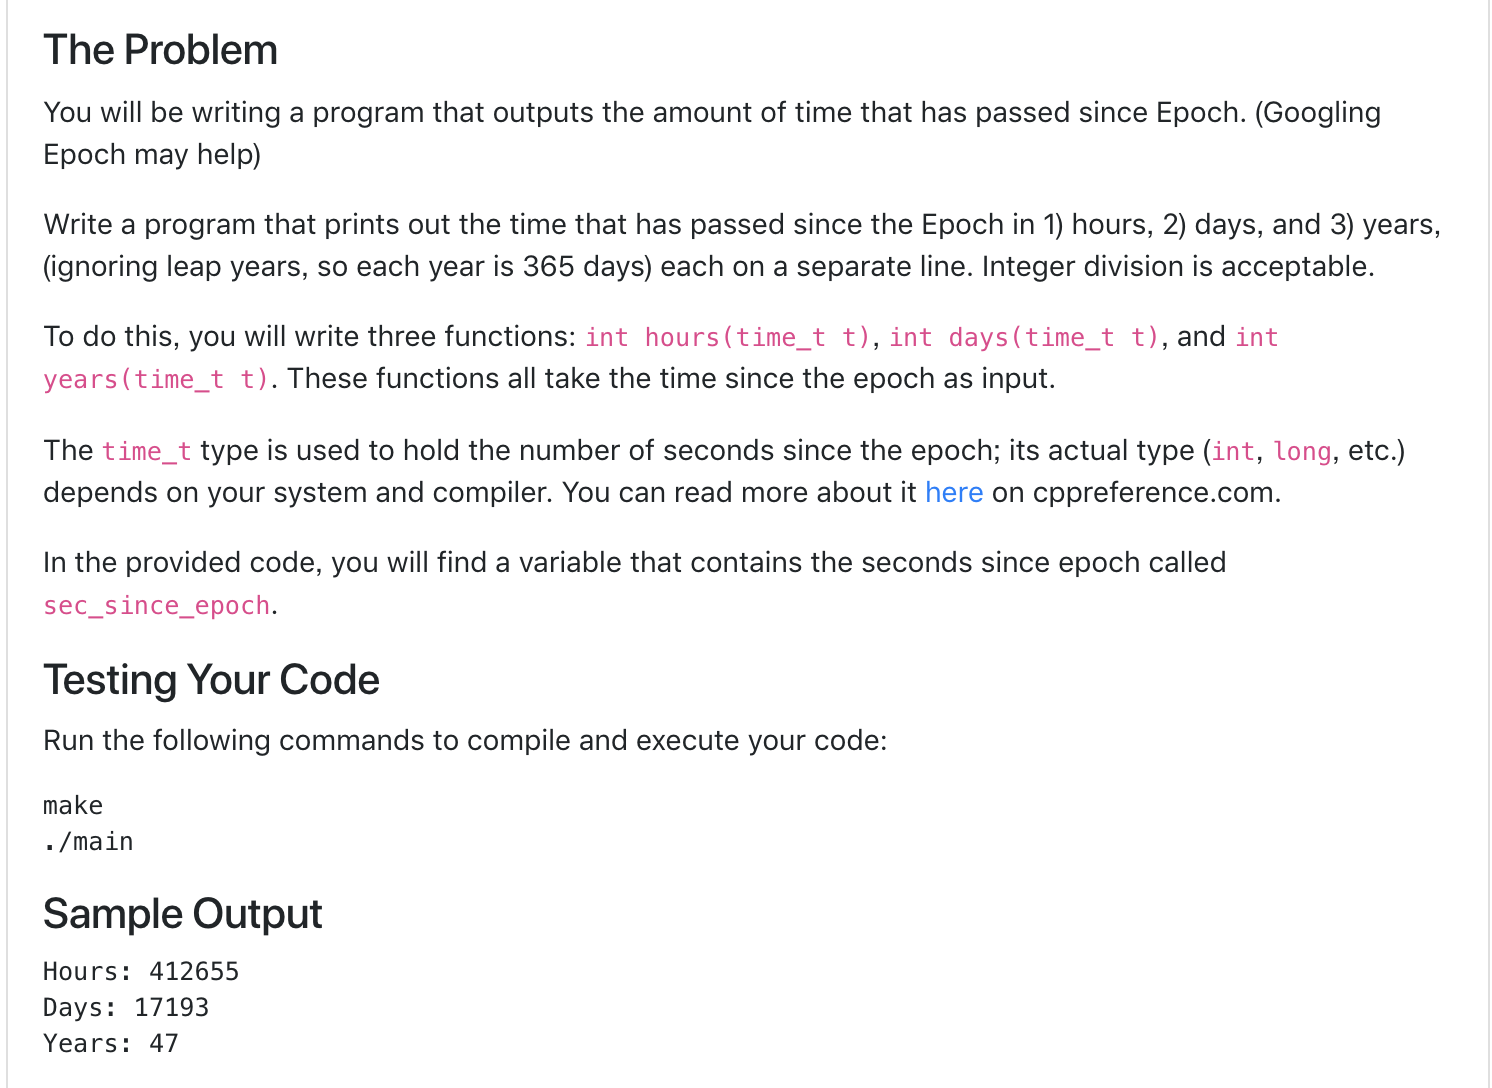 The Problem
You will be writing a program that outputs the amount of time that has passed since Epoch. (Googling
Epoch may help)
Write a program that prints out the time that has passed since the Epoch in 1) hours, 2) days, and 3) years,
(ignoring leap years, so each year is 365 days) each on a separate line. Integer division is acceptable.
To do this, you will write three functions: int hours(time_t t), int days(time_t t), and int
years(time_t t). These functions all take the time since the epoch as input.
The time_t type is used to hold the number of seconds since the epoch; its actual type (int, long, etc.)
depends on your system and compiler. You can read more about it here on cppreference.com.
In the provided code, you will find a variable that contains the seconds since epoch called
sec_since_epoch.
Testing Your Code
Run the following commands to compile and execute your code:
make
./main
Sample Output
Hours: 412655
Days: 17193
Years: 47